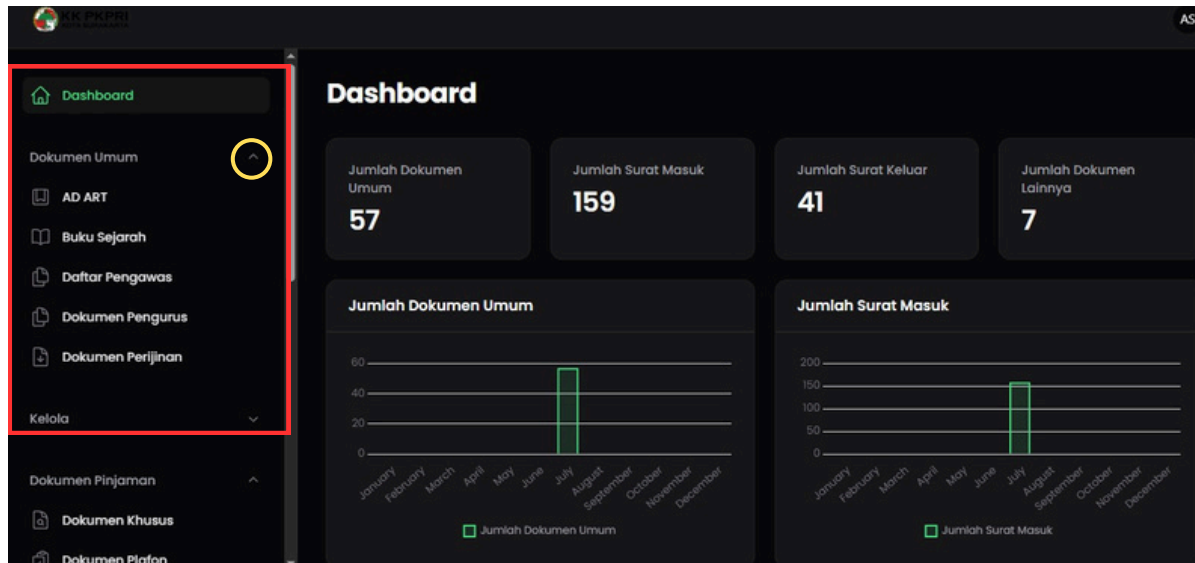 KK PKPRI
AS
Dashboard
Dokumen Umum
AD ART
Buku Sejarah
Daftar Pengawas
Dokumen Pengurus
Dokumen Perijinan
Kelola
Dokumen Pinjaman
Dokumen Khusus
Dokumen Plafon
Dashboard
Jumlah Dokumen
Umum
57
Jumlah Surat Masuk
159
Jumlah Surat Keluar
41
Jumlah Dokumen
Lainnya
7
Jumlah Dokumen Umum
60
40
20
0
January February March April May June July August September October November December
Jumlah Dokumen Umum
Jumlah Surat Masuk
200
150
100
50
0
January February March April May June July August September October November December
Jumlah Surat Masuk